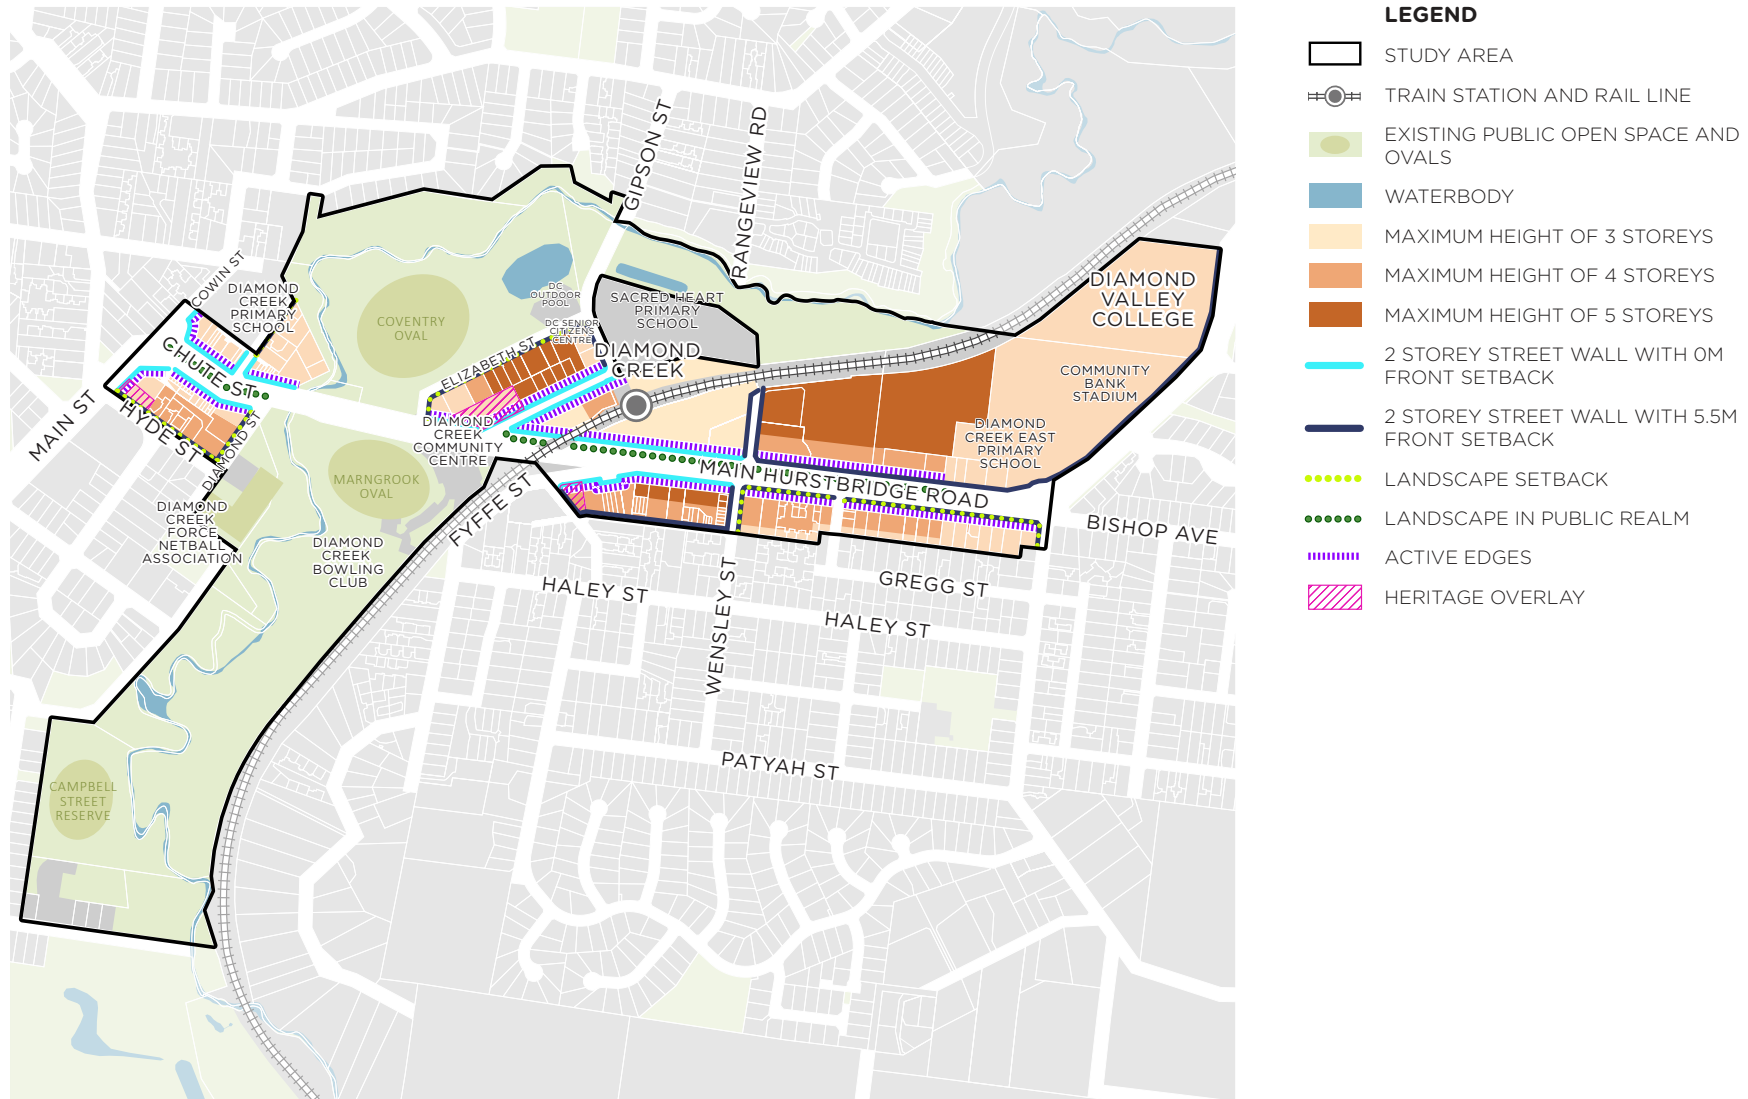 GIPSON ST
RANGEVIEW RD
COWIN ST
DIAMOND
CREEK
PRIMARY
SCHOOL
COVENTRY
OVAL
DC
OUTDOOR
POOL
SACRED HEART
PRIMARY
SCHOOL
DC SENIOR
CITIZENS
CENTRE
DIAMOND
CREEK
ELIZABETH ST
DIAMOND
VALLEY
COLLEGE
COMMUNITY
BANK
STADIUM
CHUTE ST
MAIN ST
HYDE ST
DIAMOND ST
DIAMOND
CREEK
COMMUNITY
CENTRE
DIAMOND
CREEK EAST
PRIMARY
SCHOOL
MAIN HURSTBRIDGE ROAD
MARNGROOK
OVAL
FYFFE ST
BISHOP AVE
DIAMOND
CREEK
FORCE
NETBALL
ASSOCIATION
DIAMOND
CREEK
BOWLING
CLUB
HALEY ST
GREGG ST
HALEY ST
WENSLEY ST
PATYAH ST
CAMPBELL
STREET
RESERVE
LEGEND
STUDY AREA
TRAIN STATION AND RAIL LINE
EXISTING PUBLIC OPEN SPACE AND
OVALS
WATERBODY
MAXIMUM HEIGHT OF 3 STOREYS
MAXIMUM HEIGHT OF 4 STOREYS
MAXIMUM HEIGHT OF 5 STOREYS
2 STOREY STREET WALL WITH 0M
FRONT SETBACK
2 STOREY STREET WALL WITH 5.5M
FRONT SETBACK
LANDSCAPE SETBACK
LANDSCAPE IN PUBLIC REALM
ACTIVE EDGES
HERITAGE OVERLAY